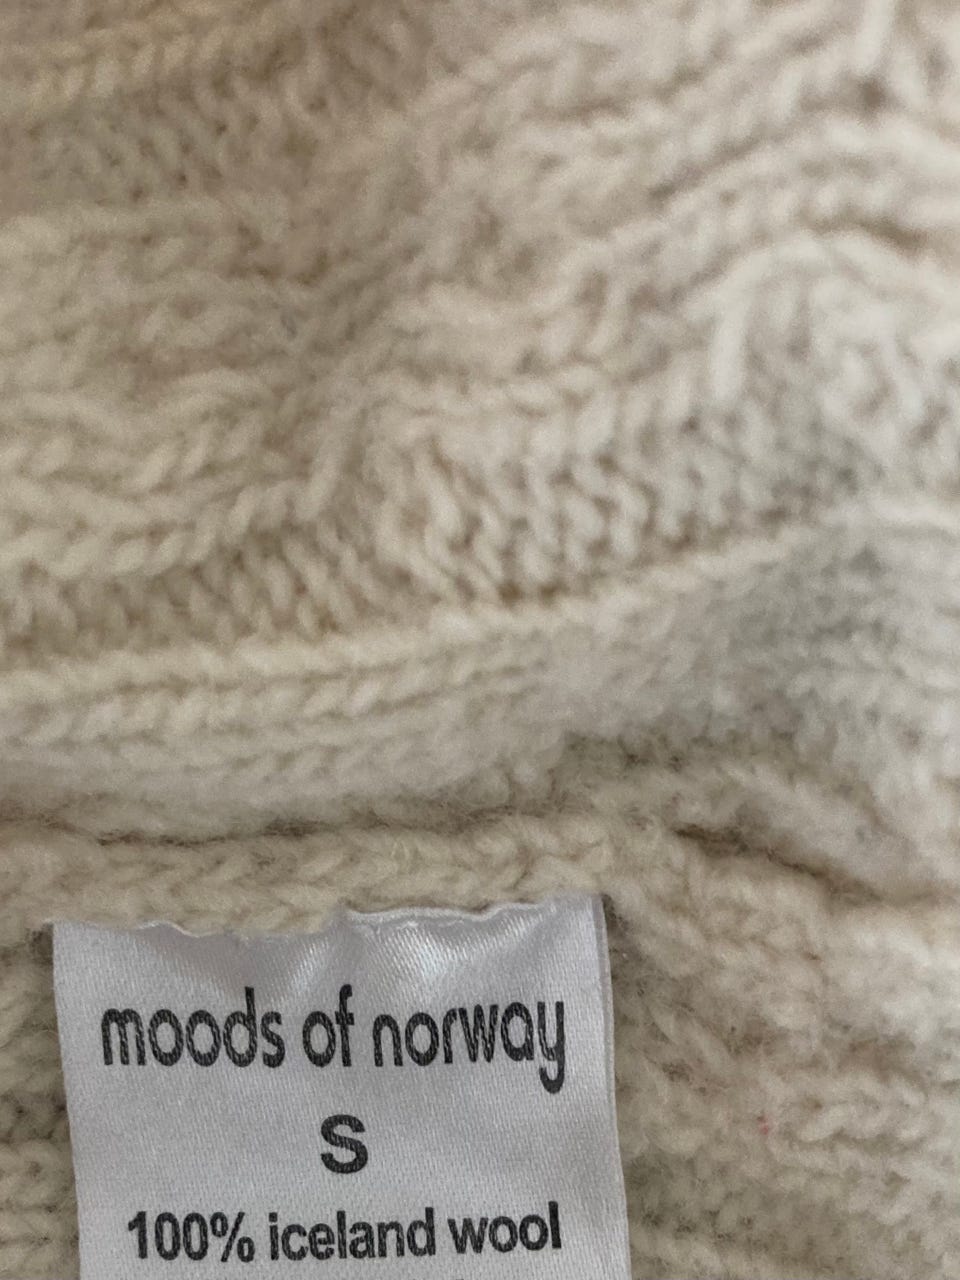 moods of norway
S
100% iceland wool